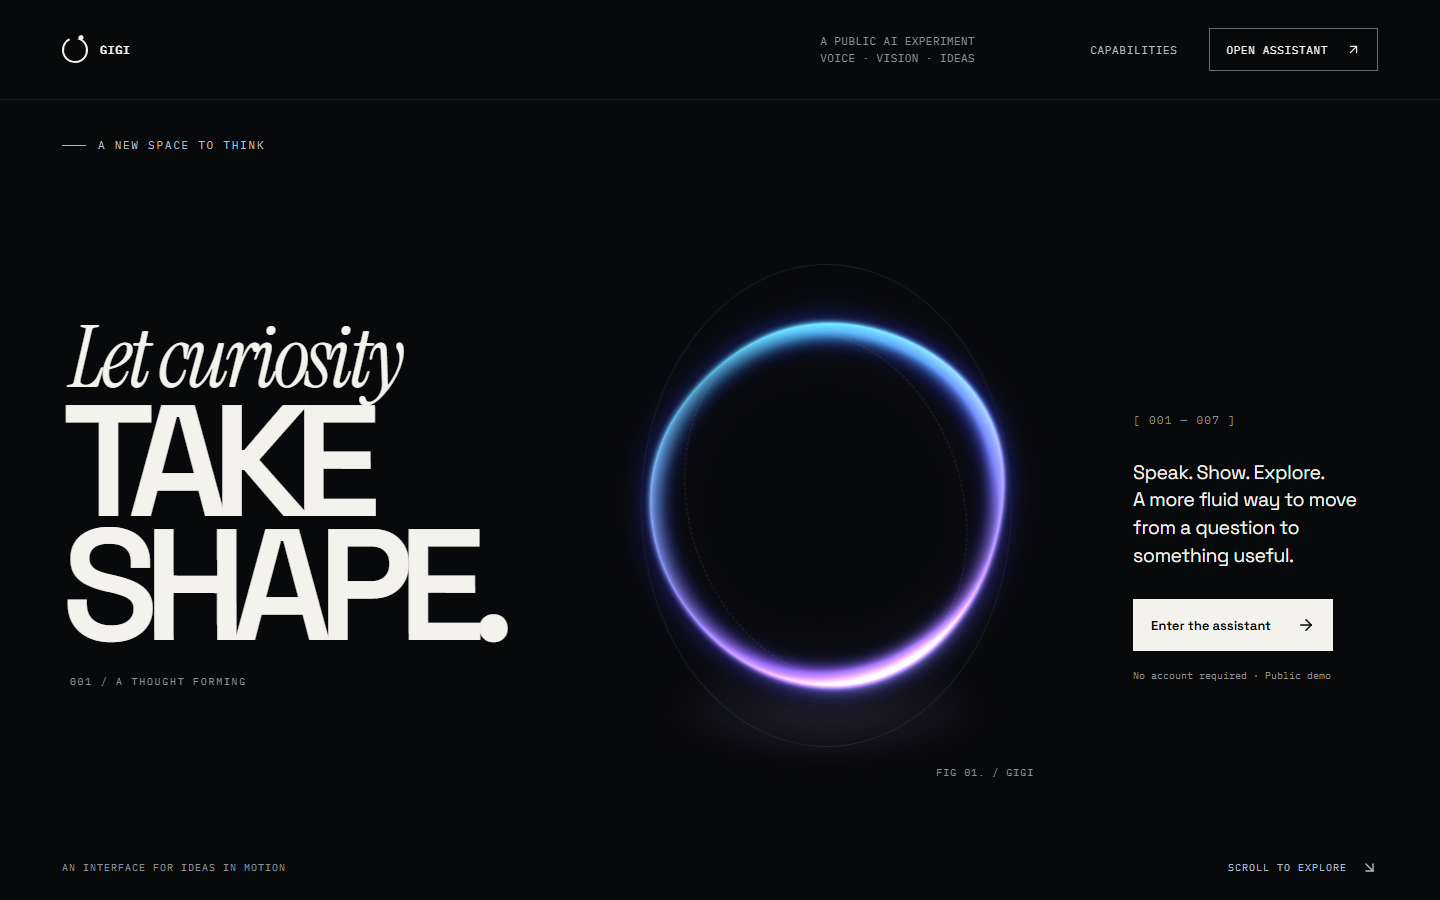 GIGI
A PUBLIC AI EXPERIMENT
VOICE · VISION · IDEAS
CAPABILITIES
OPEN ASSISTANT
A NEW SPACE TO THINK
Let curiosity
TAKE
SHAPE.
001 / A THOUGHT FORMING
FIG 01. / GIGI
[ 001 — 007 ]
Speak. Show. Explore.
A more fluid way to move
from a question to
something useful.
Enter the assistant
No account required · Public demo
AN INTERFACE FOR IDEAS IN MOTION
SCROLL TO EXPLORE